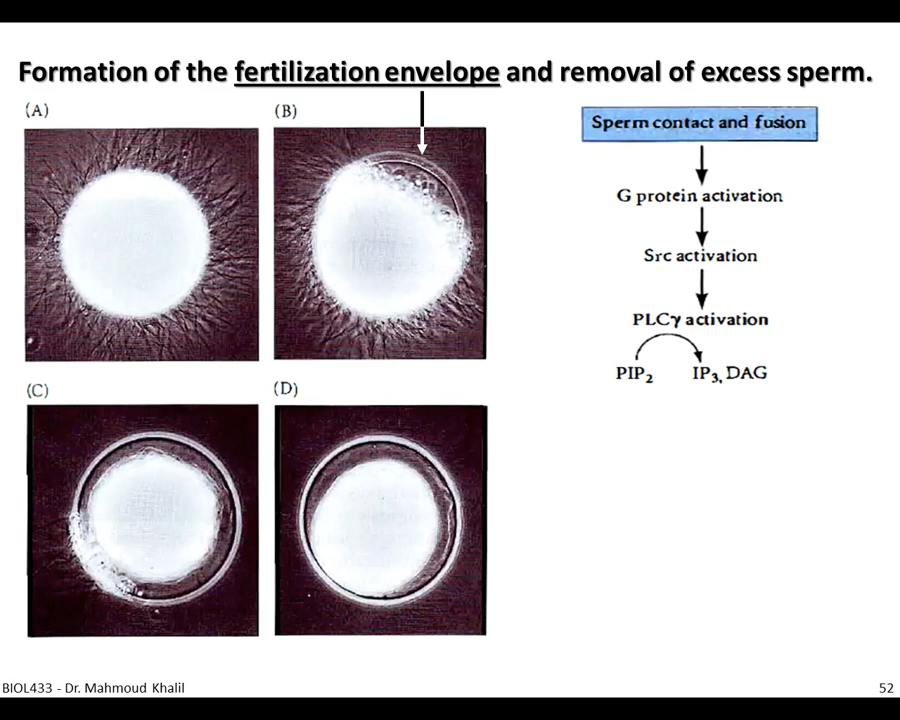 Formation of the fertilization envelope and removal of excess sperm.
(A)
(B)
(C)
(D)
Sperm contact and fusion
G protein activation
Src activation
PLCγ activation
PIP₂ IP₃, DAG
BIOL433 - Dr. Mahmoud Khalil 52